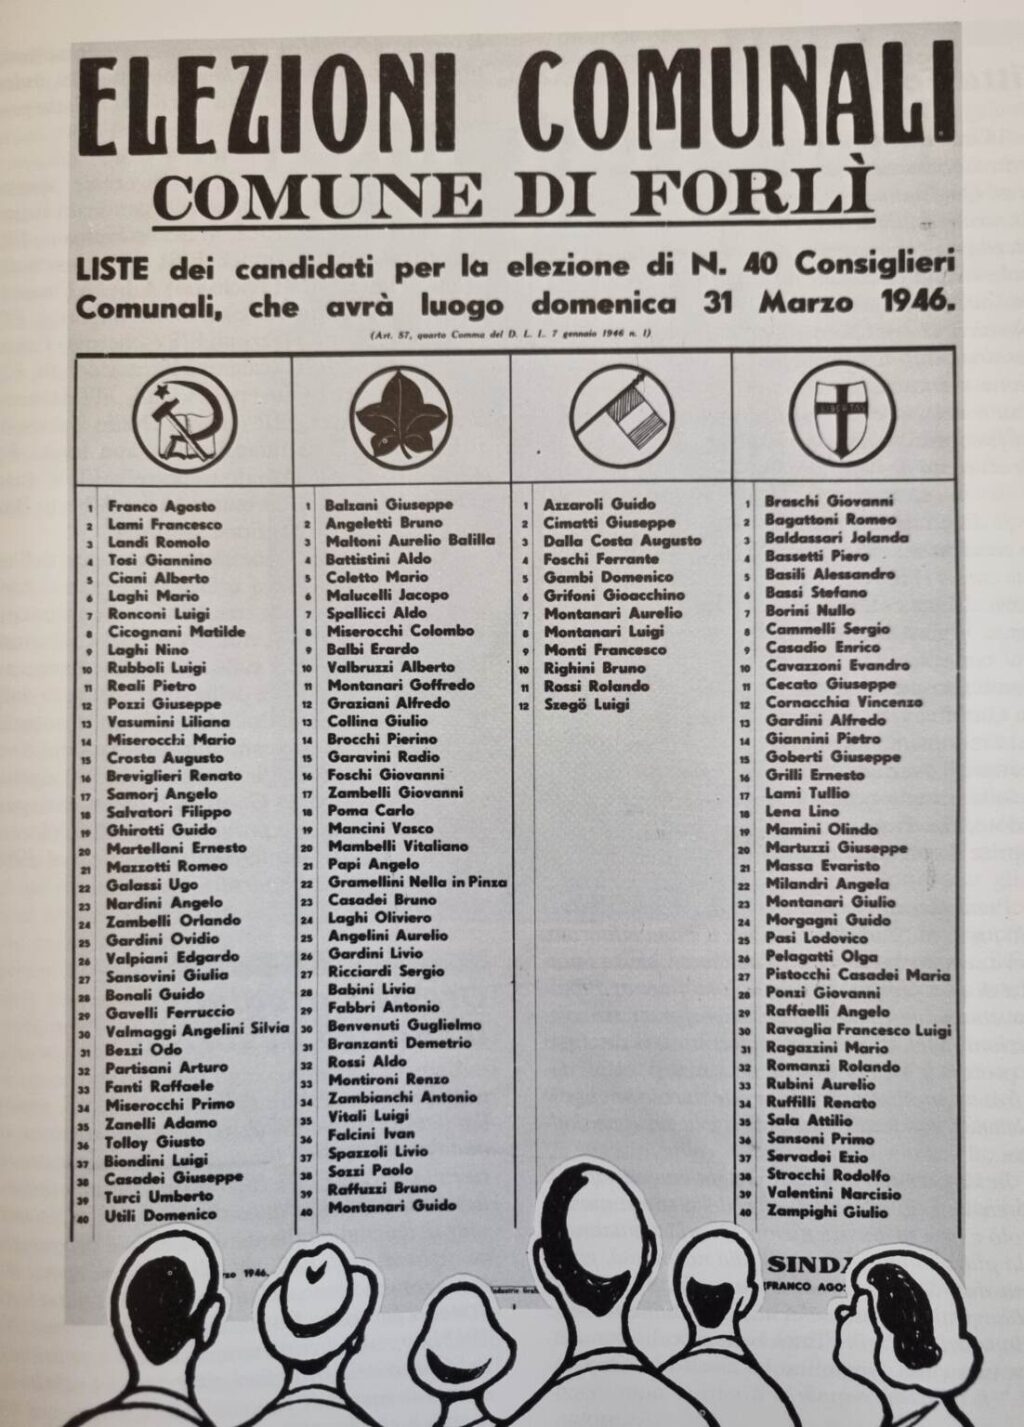 ELEZIONI COMUNALI
COMUNE DI FORLÌ
LISTE dei candidati per la elezione di N. 40 Consiglieri
Comunali, che avrà luogo domenica 31 Marzo 1946.
(Art. 57, quarto Comma del D. L. L. 7 gennaio 1946 n. 1)
LIBERTAS
1 Franco Agosto
2 Lami Francesco
3 Landi Romolo
4 Tosi Giannino
5 Ciani Alberto
6 Laghi Mario
7 Ronconi Luigi
8 Cicognani Matilde
9 Laghi Nino
10 Rubboli Luigi
11 Reali Pietro
12 Pozzi Giuseppe
13 Vasumini Liliana
14 Miserocchi Mario
15 Crosta Augusto
16 Breviglieri Renato
17 Samorj Angelo
18 Salvatori Filippo
19 Ghirotti Guido
20 Martellani Ernesto
21 Mazzotti Romeo
22 Galassi Ugo
23 Nardini Angelo
24 Zambelli Orlando
25 Gardini Ovidio
26 Valpiani Edgardo
27 Sansovini Giulia
28 Bonali Guido
29 Gavelli Ferruccio
30 Valmaggi Angelini Silvia
31 Bezzi Odo
32 Partisani Arturo
33 Fanti Raffaele
34 Miserocchi Primo
35 Zanelli Adamo
36 Tolloy Giusto
37 Biondini Luigi
38 Casadei Giuseppe
39 Turci Umberto
40 Utili Domenico
1 Balzani Giuseppe
2 Angeletti Bruno
3 Maltoni Aurelio Balilla
4 Battistini Aldo
5 Coletto Mario
6 Malucelli Jacopo
7 Spallicci Aldo
8 Miserocchi Colombo
9 Balbi Erardo
10 Valbruzzi Alberto
11 Montanari Goffredo
12 Graziani Alfredo
13 Collina Giulio
14 Brocchi Pierino
15 Garavini Radio
16 Foschi Giovanni
17 Zambelli Giovanni
18 Poma Carlo
19 Mancini Vasco
20 Mambelli Vitaliano
21 Papi Angelo
22 Gramellini Nella in Pinza
23 Casadei Bruno
24 Laghi Oliviero
25 Angelini Aurelio
26 Gardini Livio
27 Ricciardi Sergio
28 Babini Livia
29 Fabbri Antonio
30 Benvenuti Guglielmo
31 Branzanti Demetrio
32 Rossi Aldo
33 Montironi Renzo
34 Zambianchi Antonio
35 Vitali Luigi
36 Falcini Ivan
37 Spazzoli Livio
38 Sozzi Paolo
39 Raffuzzi Bruno
40 Montanari Guido
1 Azzaroli Guido
2 Cimatti Giuseppe
3 Dalla Costa Augusto
4 Foschi Ferrante
5 Gambi Domenico
6 Grifoni Gioacchino
7 Montanari Aurelio
8 Montanari Luigi
9 Monti Francesco
10 Righini Bruno
11 Rossi Rolando
12 Szegö Luigi
1 Braschi Giovanni
2 Bagattoni Romeo
3 Baldassari Jolanda
4 Bassetti Piero
5 Basili Alessandro
6 Bassi Stefano
7 Borini Nullo
8 Cammelli Sergio
9 Casadio Enrico
10 Cavazzoni Evandro
11 Cecato Giuseppe
12 Cornacchia Vincenzo
13 Gardini Alfredo
14 Giannini Pietro
15 Goberti Giuseppe
16 Grilli Ernesto
17 Lami Tullio
18 Lena Lino
19 Mamini Olindo
20 Martuzzi Giuseppe
21 Massa Evaristo
22 Milandri Angela
23 Montanari Giulio
24 Morgagni Guido
25 Pasi Lodovico
26 Pelagatti Olga
27 Pistocchi Casadei Maria
28 Ponzi Giovanni
29 Raffaelli Angelo
30 Ravaglia Francesco Luigi
31 Ragazzini Mario
32 Romanzi Rolando
33 Rubini Aurelio
34 Ruffilli Renato
35 Sala Attilio
36 Sansoni Primo
37 Servadei Ezio
38 Strocchi Rodolfo
39 Valentini Narcisio
40 Zampighi Giulio
1946.
SINDA
(FRANCO AGOS